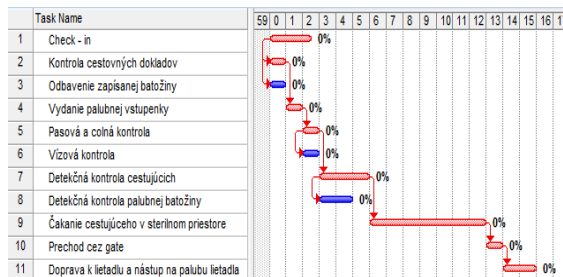 Task Name 59 0 1 2 3 4 5 6 7 8 9 10 11 12 13 14 15 16 17
1 Check - in 0%
2 Kontrola cestovných dokladov 0%
3 Odbavenie zapísanej batožiny 0%
4 Vydanie palubnej vstupenky 0%
5 Pasová a colná kontrola 0%
6 Vízová kontrola 0%
7 Detekčná kontrola cestujúcich 0%
8 Detekčná kontrola palubnej batožiny 0%
9 Čakanie cestujúceho v sterilnom priestore 0%
10 Prechod cez gate 0%
11 Doprava k lietadlu a nástup na palubu lietadla 0%